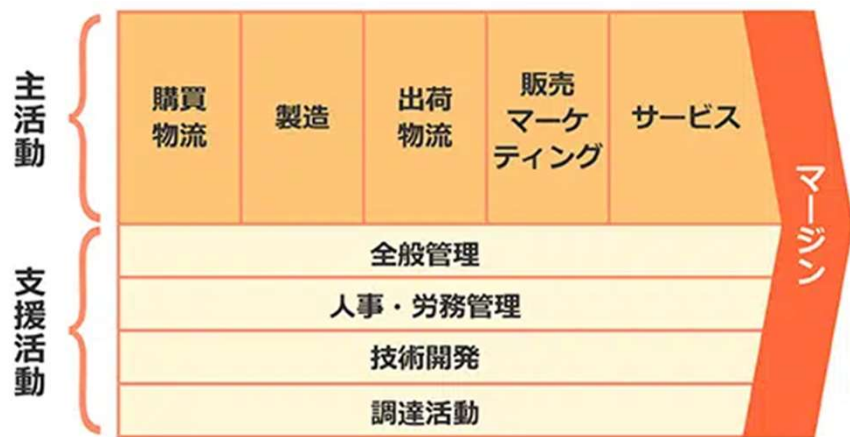 主活動
購買
物流
製造
出荷
物流
販売
マーケ
ティング
サービス
マージン
支援活動
全般管理
人事・労務管理
技術開発
調達活動